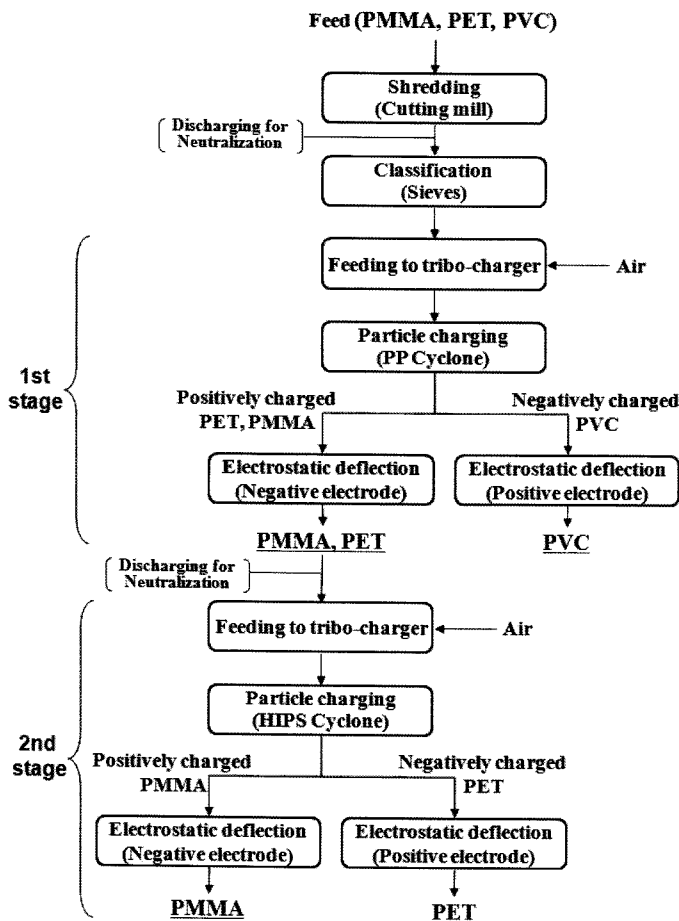 Feed (PMMA, PET, PVC)
Shredding
(Cutting mill)
Discharging for
Neutralization
Classification
(Sieves)
1st
stage
Feeding to tribo-charger
Air
Particle charging
(PP Cyclone)
Positively charged
PET, PMMA
Negatively charged
PVC
Electrostatic deflection
(Negative electrode)
Electrostatic deflection
(Positive electrode)
PMMA, PET
PVC
Discharging for
Neutralization
2nd
stage
Feeding to tribo-charger
Air
Particle charging
(HIPS Cyclone)
Positively charged
PMMA
Negatively charged
PET
Electrostatic deflection
(Negative electrode)
Electrostatic deflection
(Positive electrode)
PMMA
PET